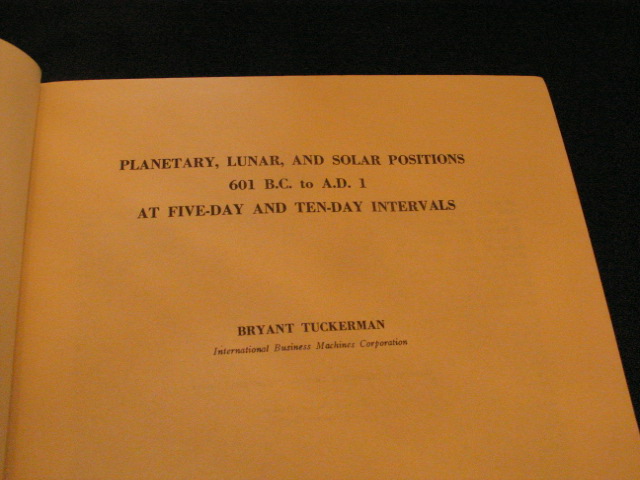 PLANETARY, LUNAR, AND SOLAR POSITIONS
601 B.C. to A.D. 1
AT FIVE-DAY AND TEN-DAY INTERVALS
BRYANT TUCKERMAN
International Business Machines Corporation